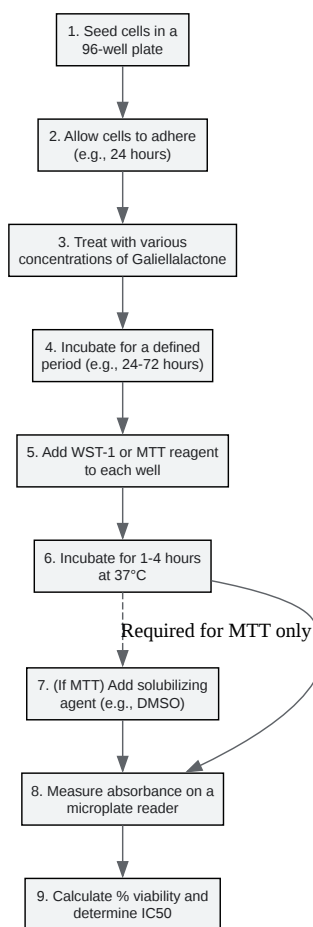 1. Seed cells in a
96-well plate
2. Allow cells to adhere
(e.g., 24 hours)
3. Treat with various
concentrations of Galiellalactone
4. Incubate for a defined
period (e.g., 24-72 hours)
5. Add WST-1 or MTT reagent
to each well
6. Incubate for 1-4 hours
at 37°C
Required for MTT only
7. (If MTT) Add solubilizing
agent (e.g., DMSO)
8. Measure absorbance on a
microplate reader
9. Calculate % viability and
determine IC50